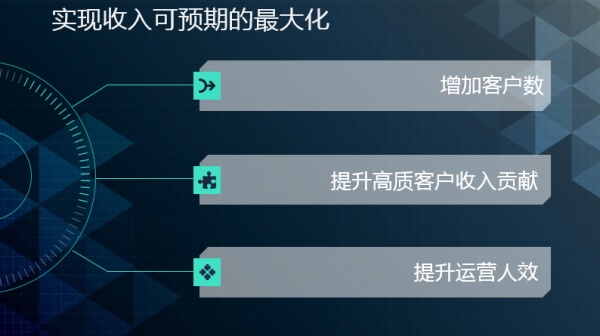 实现收入可预期的最大化
增加客户数
提升高质客户收入贡献
提升运营人效